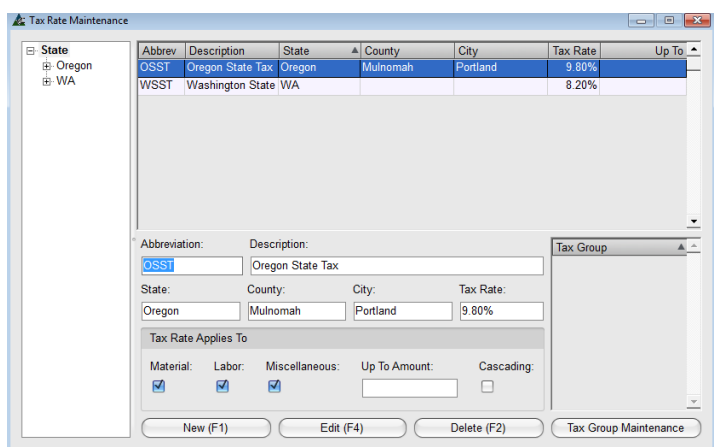 Tax Rate Maintenance
State
Oregon
WA
Abbrev Description State County City Tax Rate Up To
OSST Oregon State Tax Oregon Mulnomah Portland 9.80%
WSST Washington State WA 8.20%
Abbreviation: Description:
OSST Oregon State Tax
State: County: City: Tax Rate:
Oregon Mulnomah Portland 9.80%
Tax Rate Applies To
Material: Labor: Miscellaneous: Up To Amount: Cascading:
Tax Group
New (F1) Edit (F4) Delete (F2) Tax Group Maintenance